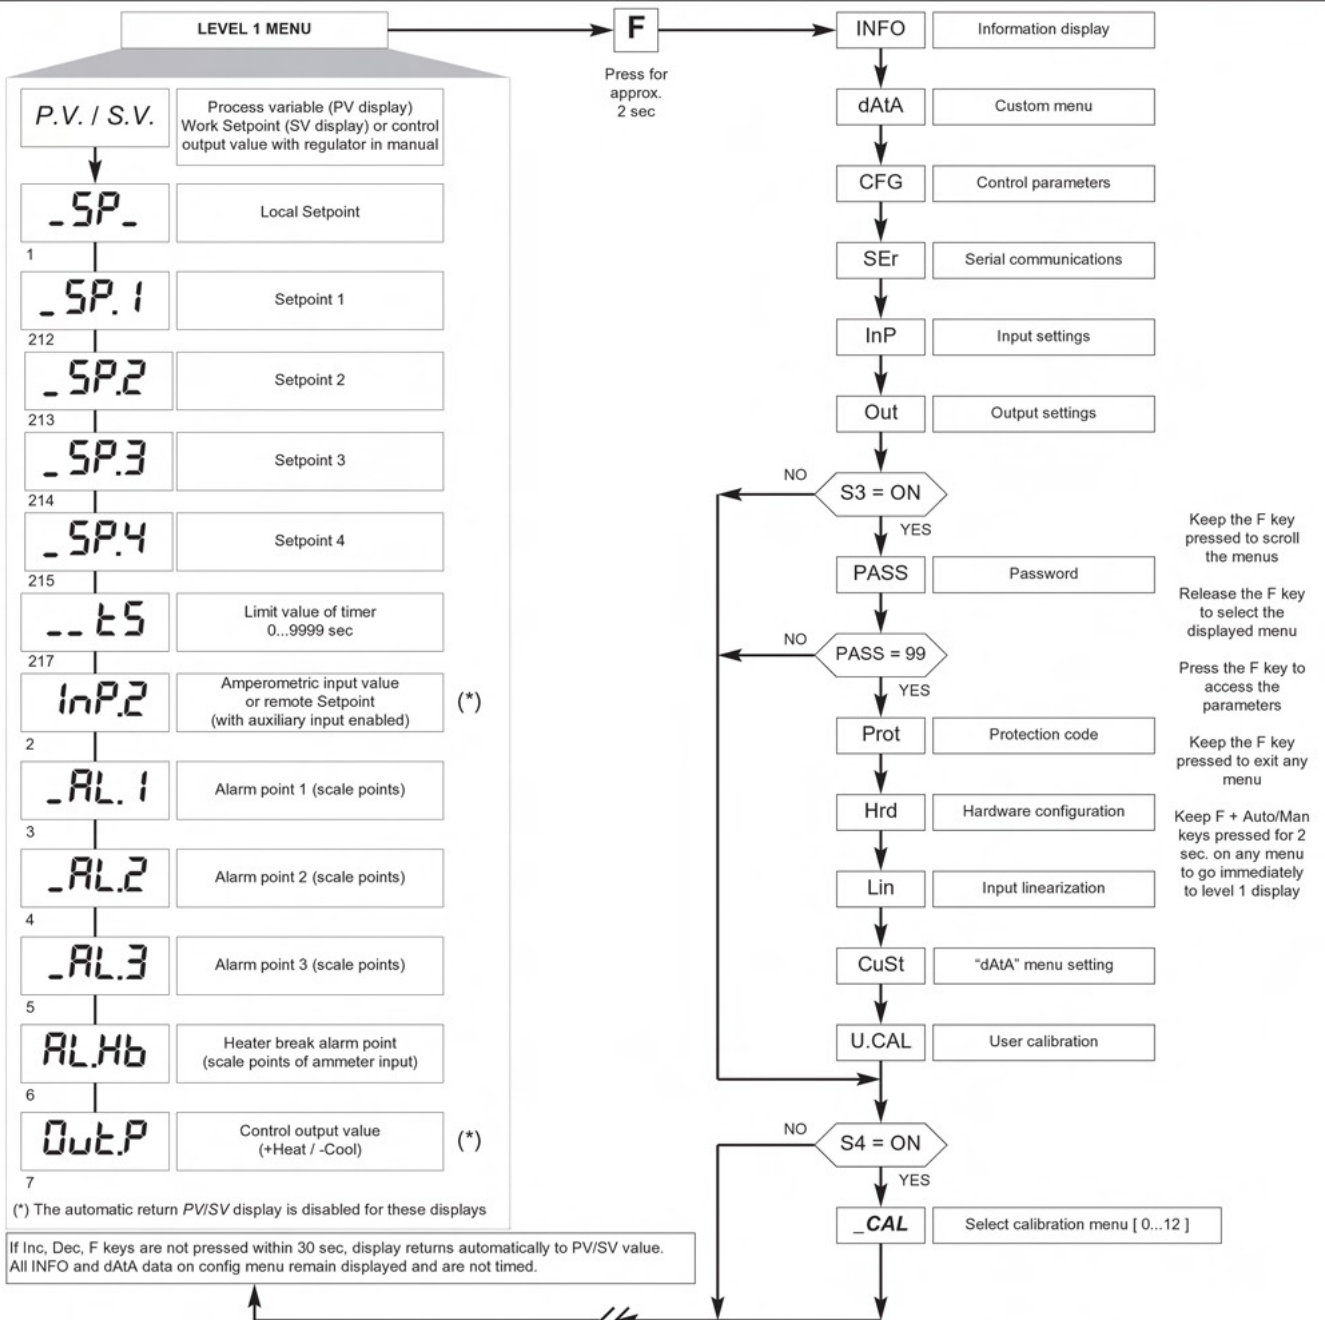 LEVEL 1 MENU
P.V. / S.V.
Process variable (PV display)
Work Setpoint (SV display) or control
output value with regulator in manual
_SP_
Local Setpoint
1
_SP.1
Setpoint 1
212
_SP.2
Setpoint 2
213
_SP.3
Setpoint 3
214
_SP.4
Setpoint 4
215
__tS
Limit value of timer
0...9999 sec
217
InP.2
Amperometric input value
or remote Setpoint
(with auxiliary input enabled)
(*)
2
_AL.1
Alarm point 1 (scale points)
3
_AL.2
Alarm point 2 (scale points)
4
_AL.3
Alarm point 3 (scale points)
5
AL.Hb
Heater break alarm point
(scale points of ammeter input)
6
Out.P
Control output value
(+Heat / -Cool)
(*)
7
(*) The automatic return PV/SV display is disabled for these displays
If Inc, Dec, F keys are not pressed within 30 sec, display returns automatically to PV/SV value.
All INFO and dAtA data on config menu remain displayed and are not timed.
F
Press for
approx.
2 sec
INFO
Information display
dAtA
Custom menu
CFG
Control parameters
SEr
Serial communications
InP
Input settings
Out
Output settings
NO
S3 = ON
YES
PASS
Password
NO
PASS = 99
YES
Prot
Protection code
Hrd
Hardware configuration
Lin
Input linearization
CuSt
“dAtA” menu setting
U.CAL
User calibration
NO
S4 = ON
YES
_CAL
Select calibration menu [ 0...12 ]
Keep the F key
pressed to scroll
the menus
Release the F key
to select the
displayed menu
Press the F key to
access the
parameters
Keep the F key
pressed to exit any
menu
Keep F + Auto/Man
keys pressed for 2
sec. on any menu
to go immediately
to level 1 display